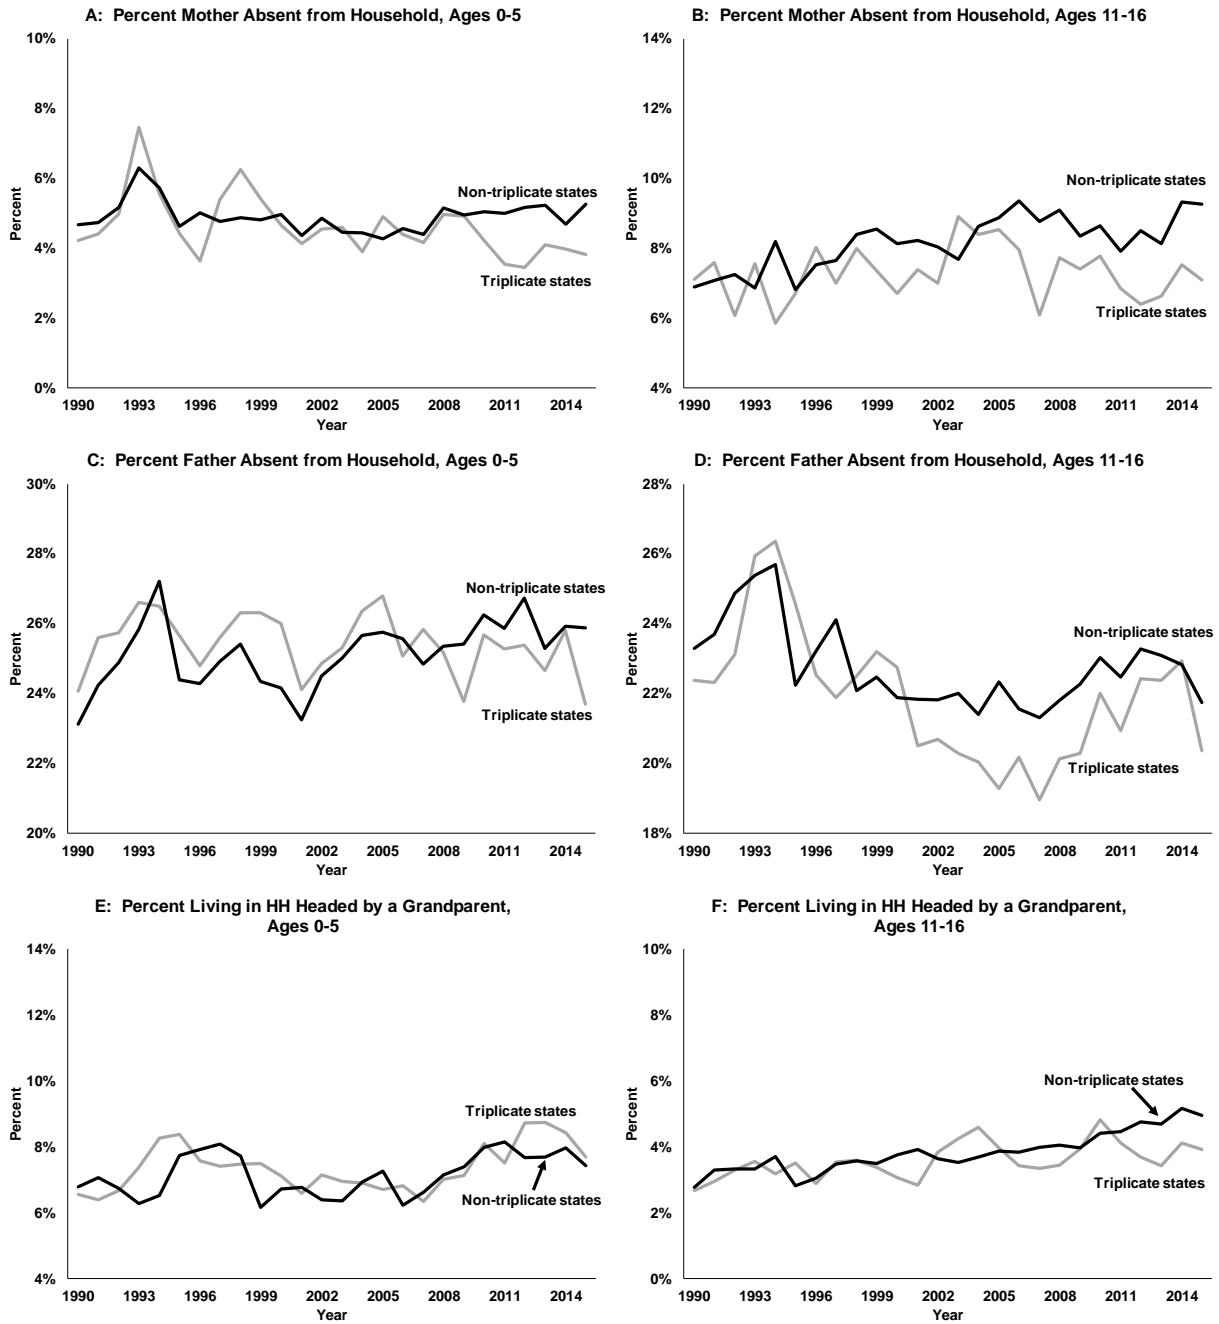 A: Percent Mother Absent from Household, Ages 0-5
10%
8%
6%
4%
2%
0%
Percent
Non-triplicate states
Triplicate states
1990 1993 1996 1999 2002 2005 2008 2011 2014
Year
B: Percent Mother Absent from Household, Ages 11-16
14%
12%
10%
8%
6%
4%
Percent
Non-triplicate states
Triplicate states
1990 1993 1996 1999 2002 2005 2008 2011 2014
Year
C: Percent Father Absent from Household, Ages 0-5
30%
28%
26%
24%
22%
20%
Percent
Non-triplicate states
Triplicate states
1990 1993 1996 1999 2002 2005 2008 2011 2014
Year
D: Percent Father Absent from Household, Ages 11-16
28%
26%
24%
22%
20%
18%
Percent
Non-triplicate states
Triplicate states
1990 1993 1996 1999 2002 2005 2008 2011 2014
Year
E: Percent Living in HH Headed by a Grandparent,
Ages 0-5
14%
12%
10%
8%
6%
4%
Percent
Triplicate states
Non-triplicate states
1990 1993 1996 1999 2002 2005 2008 2011 2014
Year
F: Percent Living in HH Headed by a Grandparent,
Ages 11-16
10%
8%
6%
4%
2%
0%
Percent
Non-triplicate states
Triplicate states
1990 1993 1996 1999 2002 2005 2008 2011 2014
Year